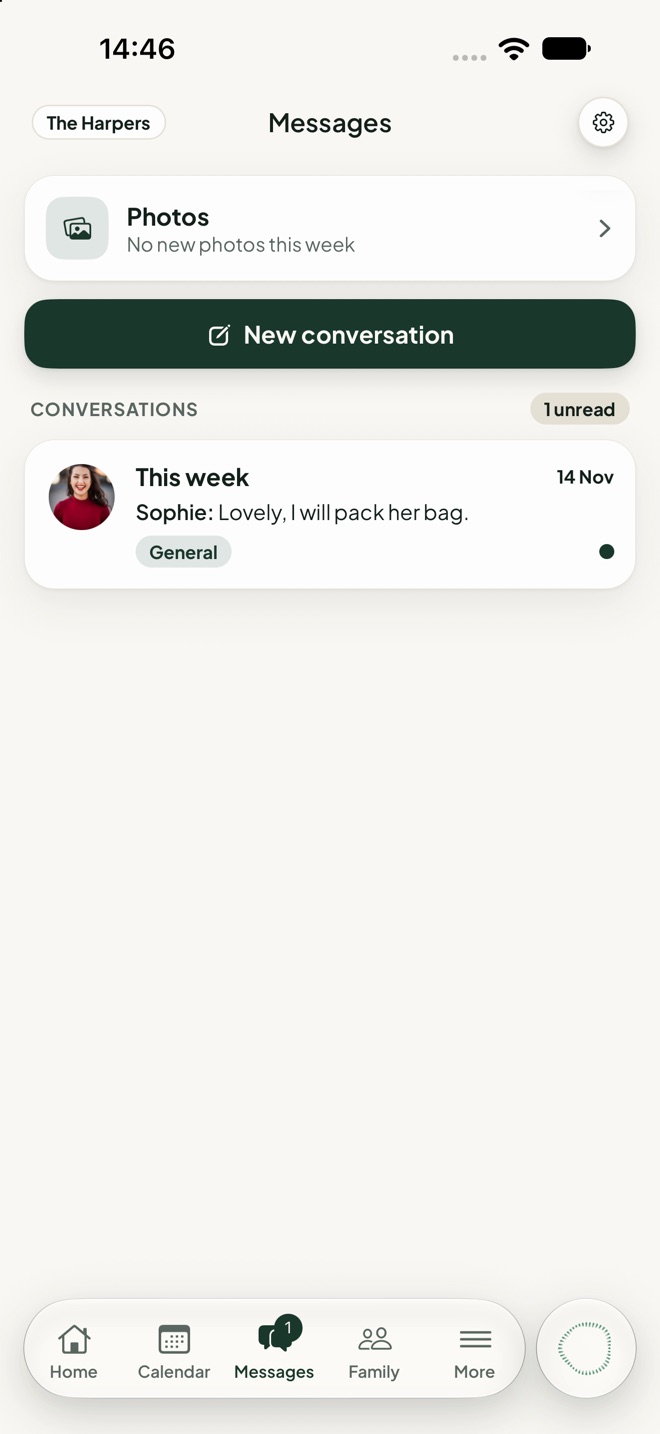 14:46
The Harpers
Messages
Photos
No new photos this week
New conversation
CONVERSATIONS
1 unread
This week
14 Nov
Sophie: Lovely, I will pack her bag.
General
1
Home
Calendar
Messages
Family
More